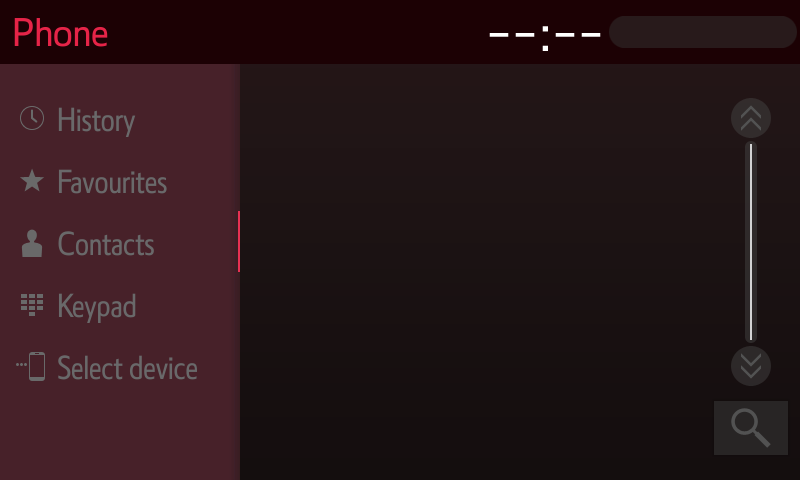 Phone
--:--
History
Favourites
Contacts
Keypad
Select device